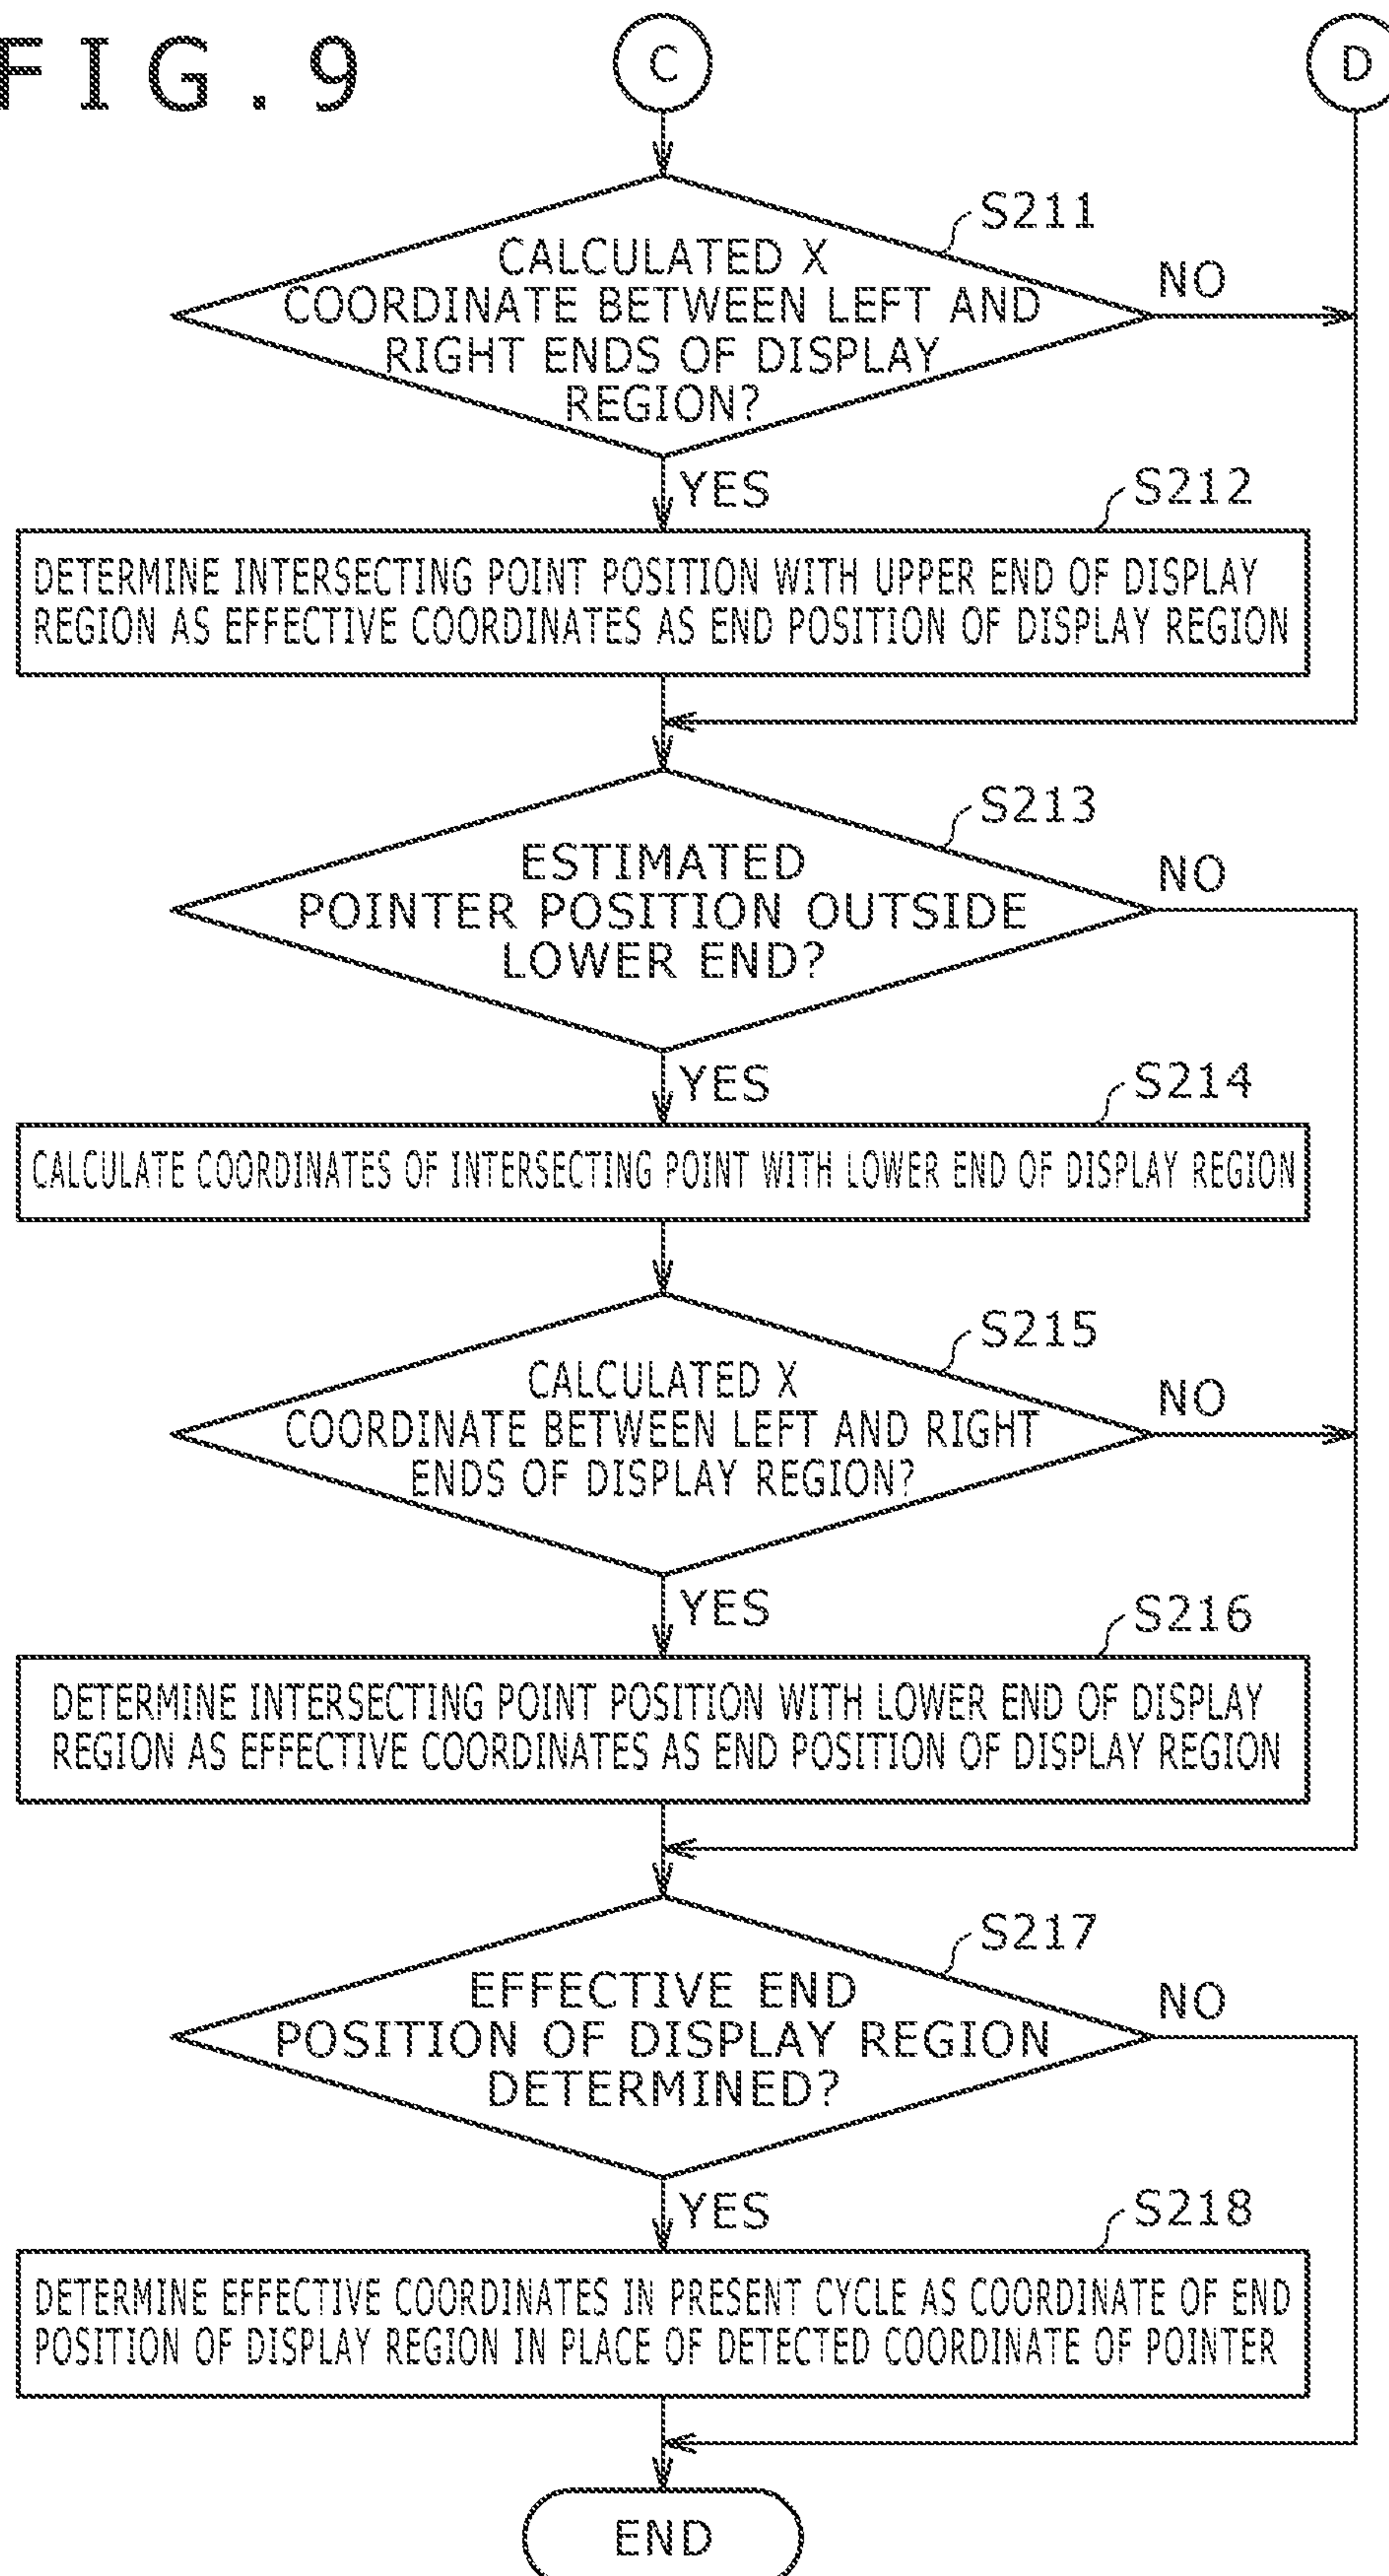 FIG.9
C
D
S211
CALCULATED X
COORDINATE BETWEEN LEFT AND
RIGHT ENDS OF DISPLAY
REGION?
NO
YES
S212
DETERMINE INTERSECTING POINT POSITION WITH UPPER END OF DISPLAY
REGION AS EFFECTIVE COORDINATES AS END POSITION OF DISPLAY REGION
S213
ESTIMATED
POINTER POSITION OUTSIDE
LOWER END?
NO
YES
S214
CALCULATE COORDINATES OF INTERSECTING POINT WITH LOWER END OF DISPLAY REGION
S215
CALCULATED X
COORDINATE BETWEEN LEFT AND RIGHT
ENDS OF DISPLAY REGION?
NO
YES
S216
DETERMINE INTERSECTING POINT POSITION WITH LOWER END OF DISPLAY
REGION AS EFFECTIVE COORDINATES AS END POSITION OF DISPLAY REGION
S217
EFFECTIVE END
POSITION OF DISPLAY REGION
DETERMINED?
NO
YES
S218
DETERMINE EFFECTIVE COORDINATES IN PRESENT CYCLE AS COORDINATE OF END
POSITION OF DISPLAY REGION IN PLACE OF DETECTED COORDINATE OF POINTER
END